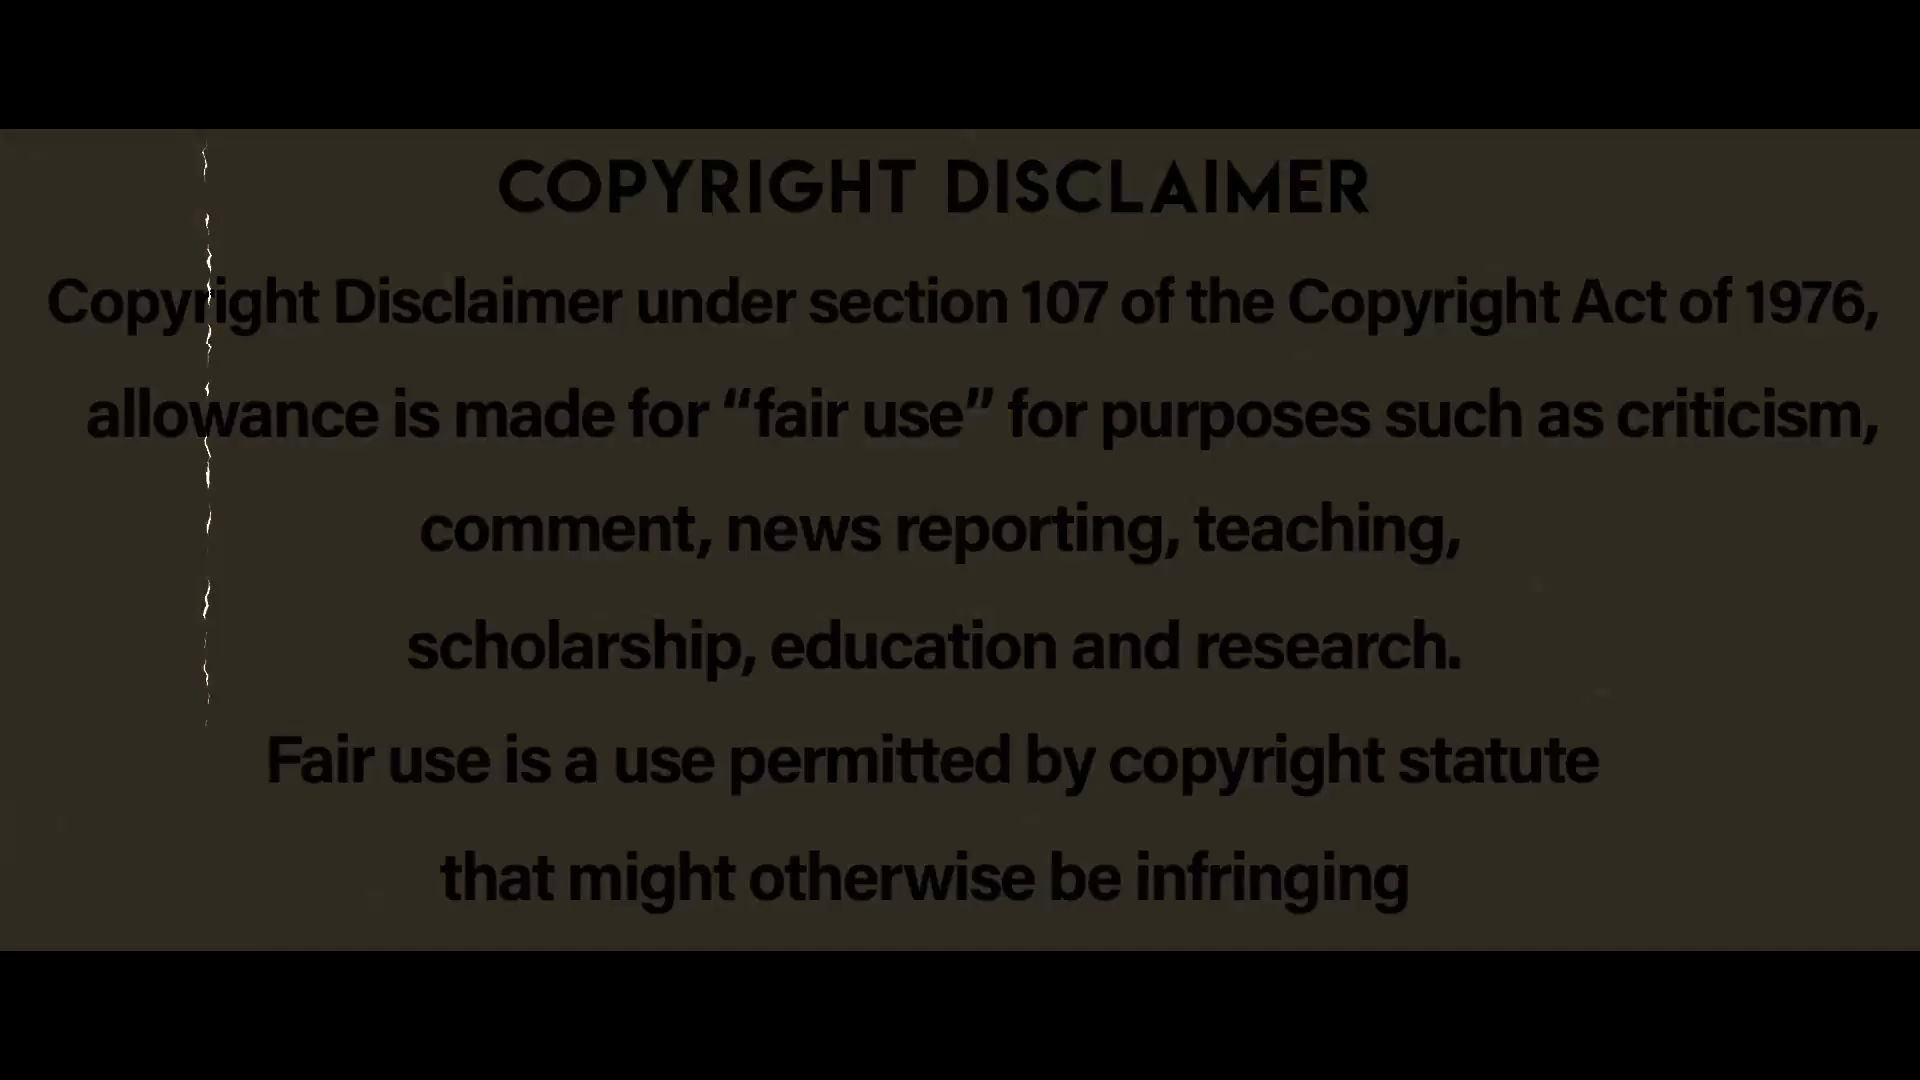 COPYRIGHT DISCLAIMER
Copyright Disclaimer under section 107 of the Copyright Act of 1976,
allowance is made for “fair use” for purposes such as criticism,
comment, news reporting, teaching,
scholarship, education and research.
Fair use is a use permitted by copyright statute
that might otherwise be infringing